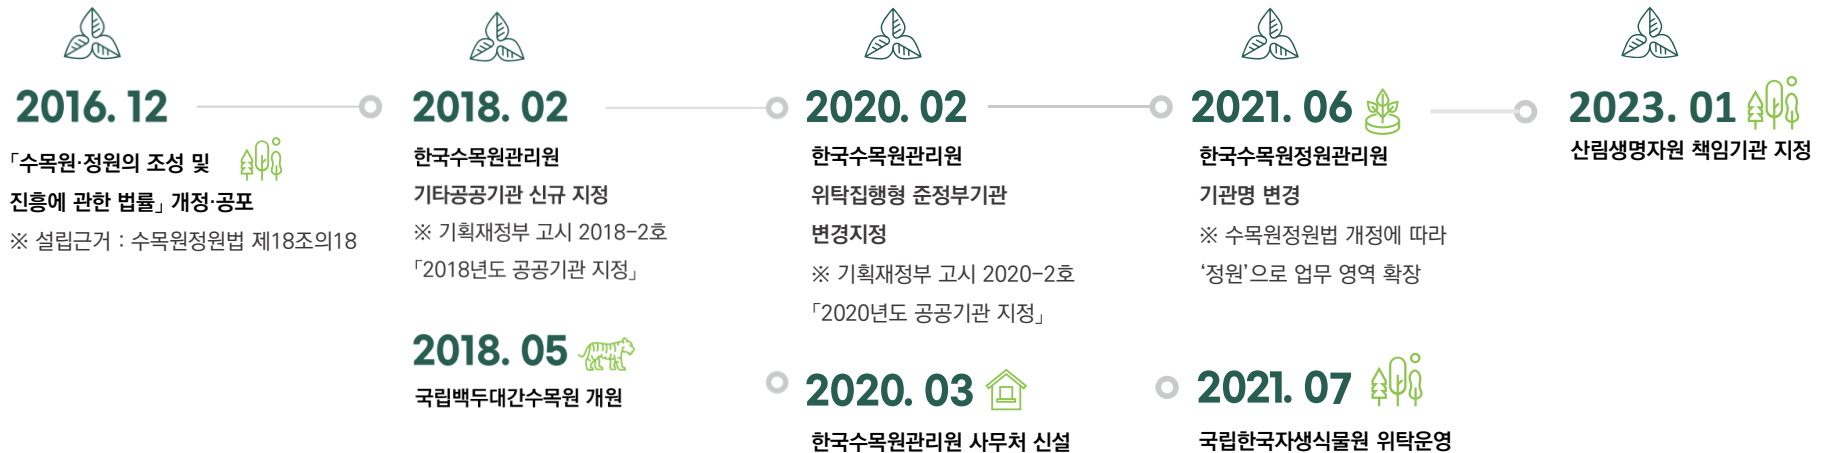 2016. 12
「수목원·정원의 조성 및
진흥에 관한 법률」 개정·공포
※ 설립근거 : 수목원정원법 제18조의18
2018. 02
한국수목원관리원
기타공공기관 신규 지정
※ 기획재정부 고시 2018-2호
「2018년도 공공기관 지정」
2018. 05
국립백두대간수목원 개원
2020. 02
한국수목원관리원
위탁집행형 준정부기관
변경지정
※ 기획재정부 고시 2020-2호
「2020년도 공공기관 지정」
2020. 03
한국수목원관리원 사무처 신설
2021. 06
한국수목원정원관리원
기관명 변경
※ 수목원정원법 개정에 따라
‘정원’으로 업무 영역 확장
2021. 07
국립한국자생식물원 위탁운영
2023. 01
산림생명자원 책임기관 지정